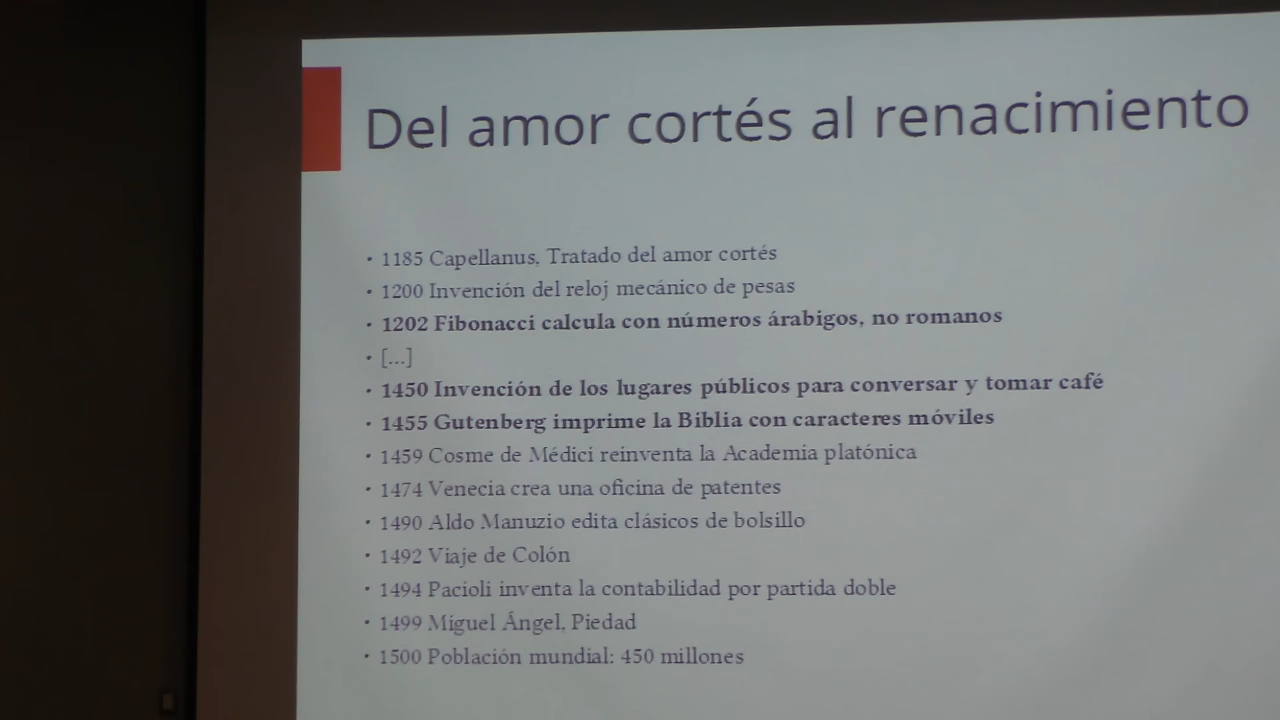 Del amor cortés al renacimiento
• 1185 Capellanus, Tratado del amor cortés
• 1200 Invención del reloj mecánico de pesas
• 1202 Fibonacci calcula con números árabigos, no romanos
• [...]
• 1450 Invención de los lugares públicos para conversar y tomar café
• 1455 Gutenberg imprime la Biblia con caracteres móviles
• 1459 Cosme de Médici reinventa la Academia platónica
• 1474 Venecia crea una oficina de patentes
• 1490 Aldo Manuzio edita clásicos de bolsillo
• 1492 Viaje de Colón
• 1494 Pacioli inventa la contabilidad por partida doble
• 1499 Miguel Ángel, Piedad
• 1500 Población mundial: 450 millones